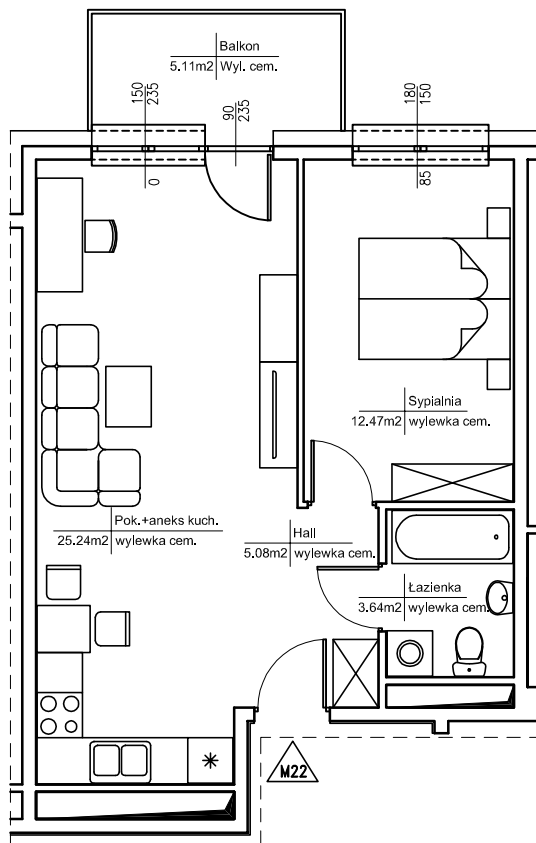 Balkon
5.11m2 Wyl. cem.
150
235
90
235
180
150
0
85
Sypialnia
12.47m2 wylewka cem.
Pok.+aneks kuch.
25.24m2 wylewka cem.
Hall
5.08m2 wylewka cem.
Łazienka
3.64m2 wylewka cem.
M22